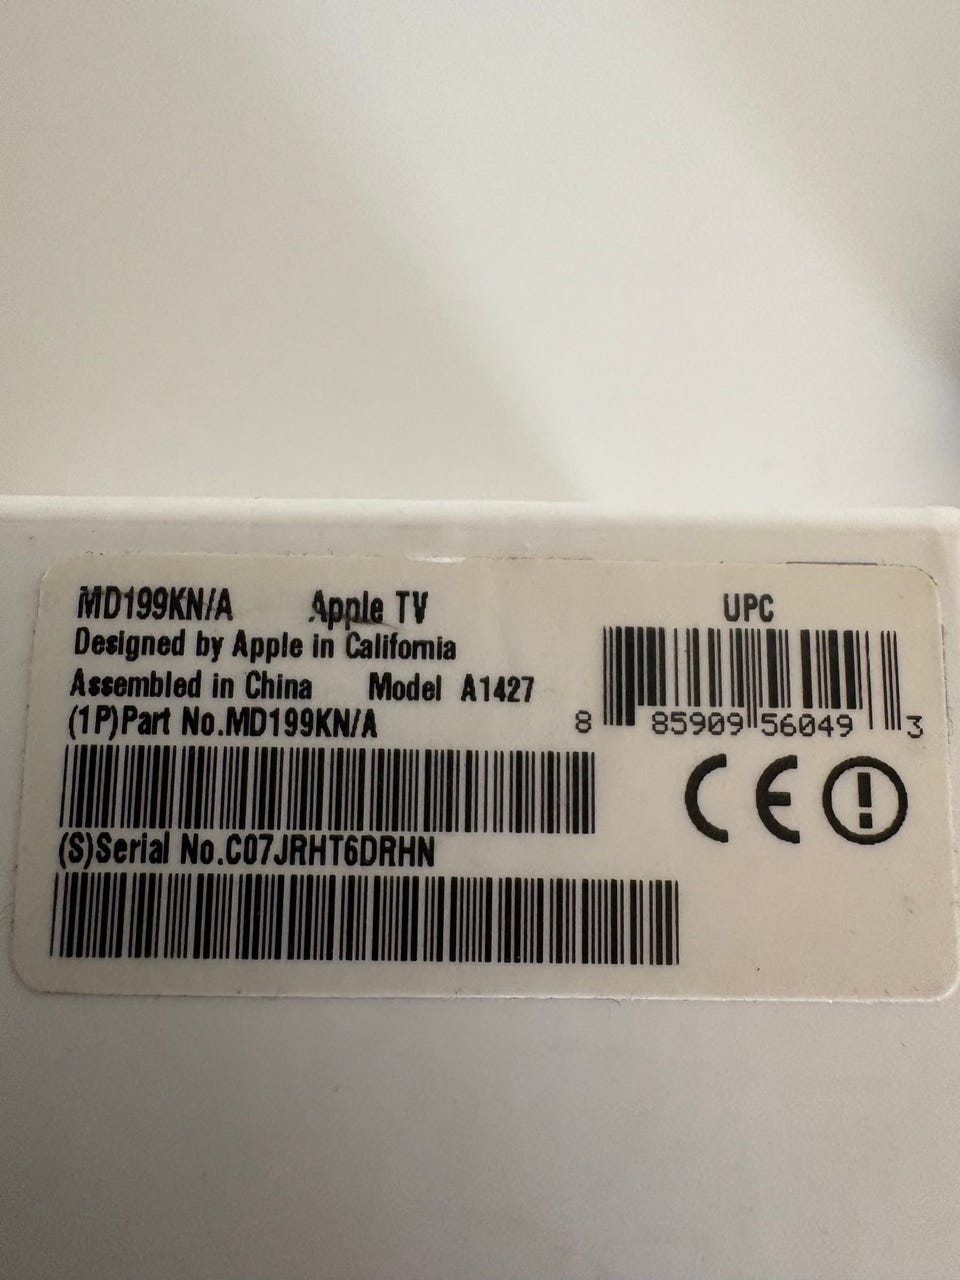 MD199KN/A Apple TV
Designed by Apple in California
Assembled in China Model A1427
(1P)Part No.MD199KN/A
(S)Serial No.C07JRHT6DRHN
UPC
8 85909 56049 3
CE